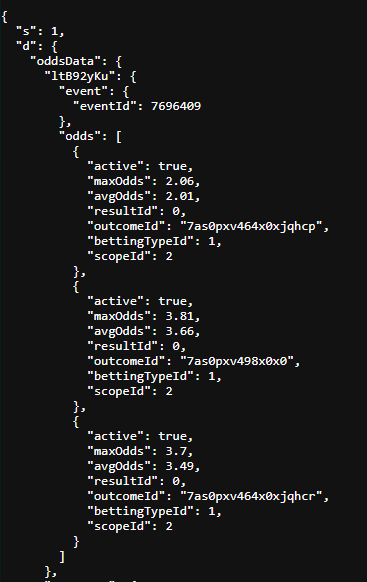 {
"s": 1,
"d": {
"oddsData": {
"ltB92yKu": {
"event": {
"eventId": 7696409
},
"odds": [
{
"active": true,
"maxOdds": 2.06,
"avgOdds": 2.01,
"resultId": 0,
"outcomeId": "7as0pxv464x0xjqhcp",
"bettingTypeId": 1,
"scopeId": 2
},
{
"active": true,
"maxOdds": 3.81,
"avgOdds": 3.66,
"resultId": 0,
"outcomeId": "7as0pxv498x0x0",
"bettingTypeId": 1,
"scopeId": 2
},
{
"active": true,
"maxOdds": 3.7,
"avgOdds": 3.49,
"resultId": 0,
"outcomeId": "7as0pxv464x0xjqhcr",
"bettingTypeId": 1,
"scopeId": 2
}
]
},